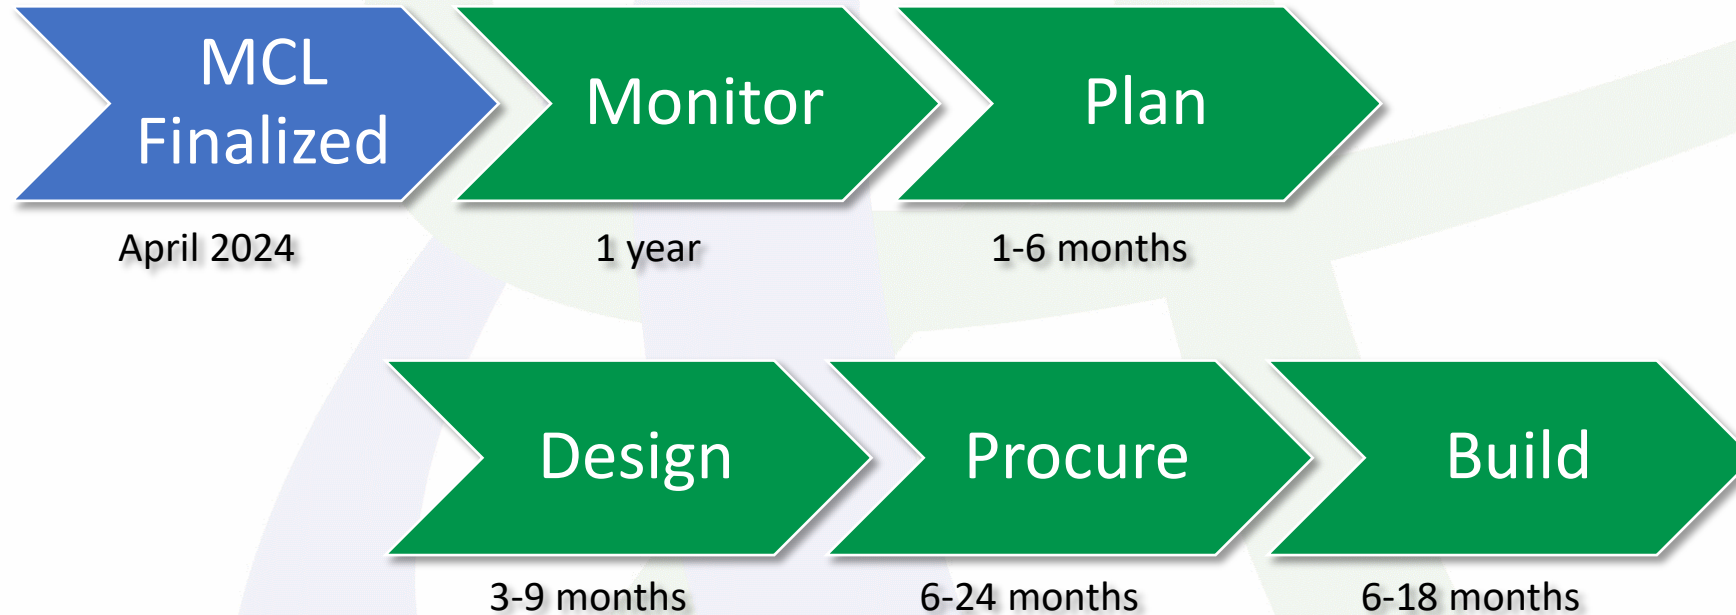 MCL
Finalized
Monitor
Plan
April 2024
1 year
1-6 months
Design
Procure
Build
3-9 months
6-24 months
6-18 months